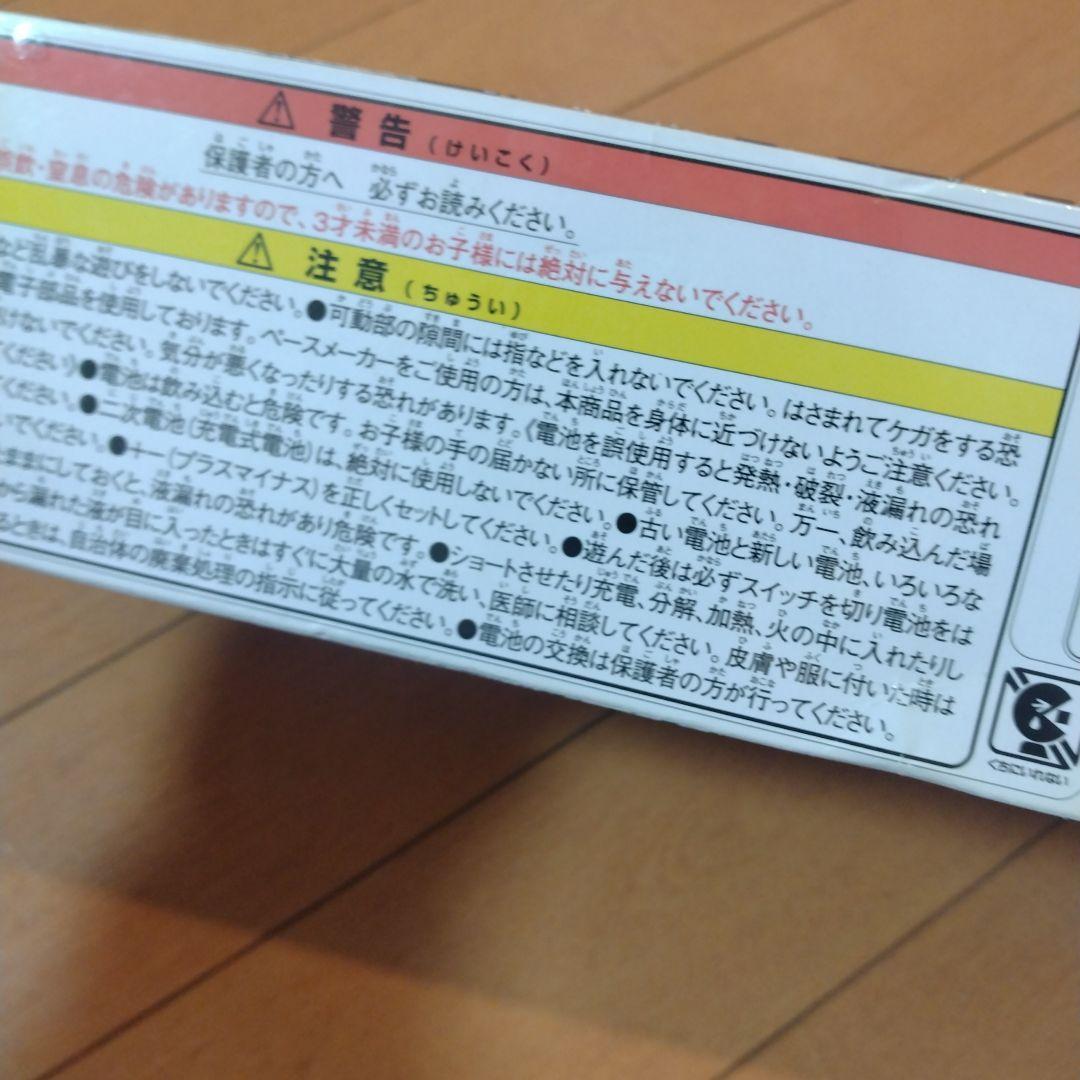 ⚠ 警告(けいこく)
保護者の方へ 必ずお読みください。
飲・窒息の危険がありますので、3才未満のお子様には絶対に与えないでください。
⚠ 注意(ちゅうい)
など乱暴な遊びをしないでください。●可動部の隙間には指などを入れないでください。はさまれてケガをする恐
電子部品を使用しております。ペースメーカーをご使用の方は、本商品を身体に近づけないようご注意ください。
けないでください。気分が悪くなったりする恐れがあります。〈電池を誤使用すると発熱・破裂・液漏れの恐れ
ください)●電池は飲み込むと危険です。お子様の手の届かない所に保管してください。万一、飲み込んだ場
ください。●二次電池(充電式電池)は、絶対に使用しないでください。●古い電池と新しい電池、いろいろな
いでください。●+-(プラスマイナス)を正しくセットしてください。●遊んだ後は必ずスイッチを切り電池をは
ままにしておくと、液漏れの恐れがあり危険です。●ショートさせたり充電、分解、加熱、火の中に入れたりし
から漏れた液が目に入ったときはすぐに大量の水で洗い、医師に相談してください。皮膚や服に付いた時は
るときは、自治体の廃棄処理の指示に従ってください。●電池の交換は保護者の方が行ってください。
くちにいれない